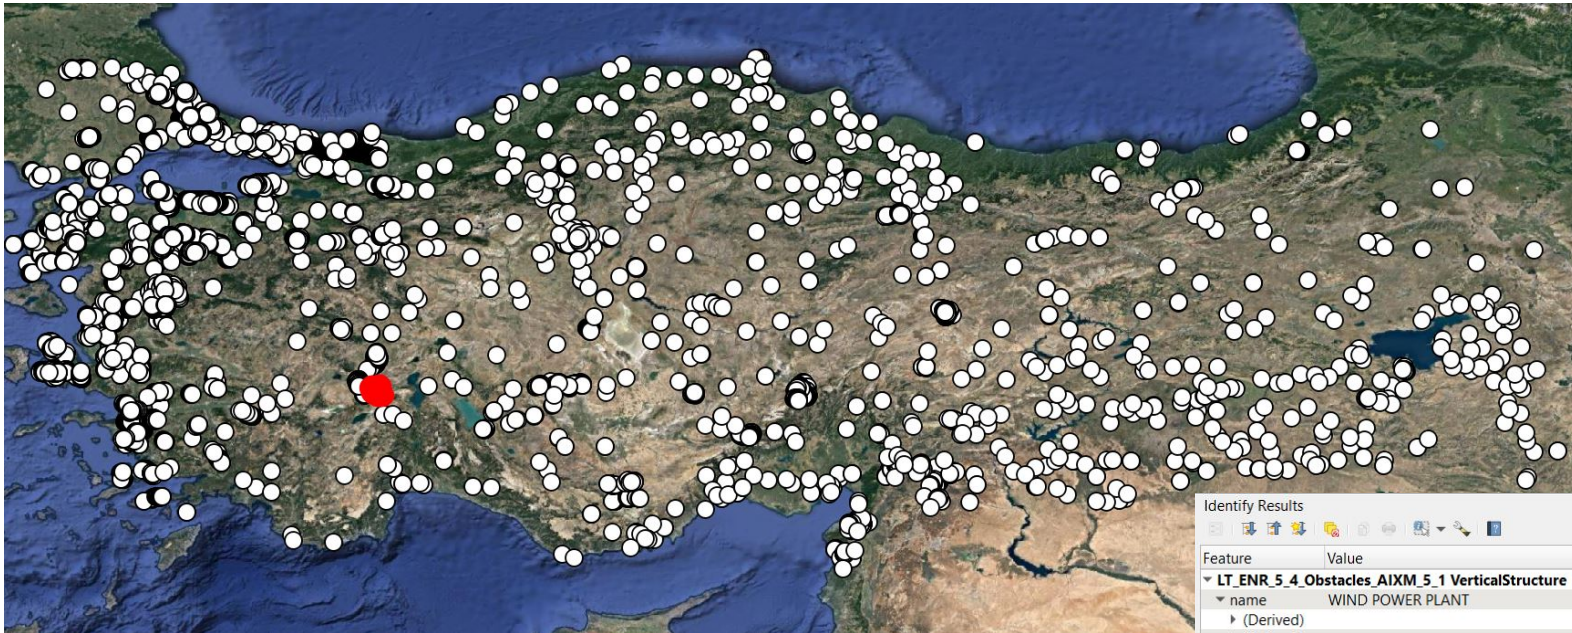 Identify Results
Feature Value
LT_ENR_5_4_Obstacles_AIXM_5_1 VerticalStructure
name WIND POWER PLANT
(Derived)